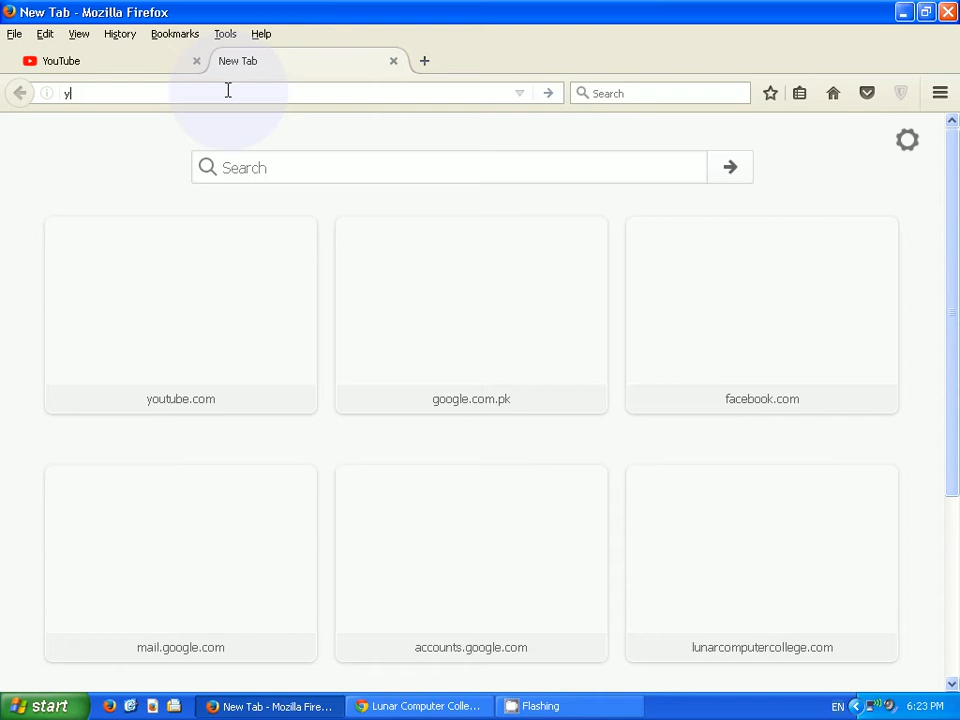 New Tab - Mozilla Firefox
File Edit View History Bookmarks Tools Help
YouTube New Tab
y Search
Search
youtube.com google.com.pk facebook.com
mail.google.com accounts.google.com lunarcomputercollege.com
start New Tab - Mozilla Fire... Lunar Computer Colle... Flashing EN 6:23 PM